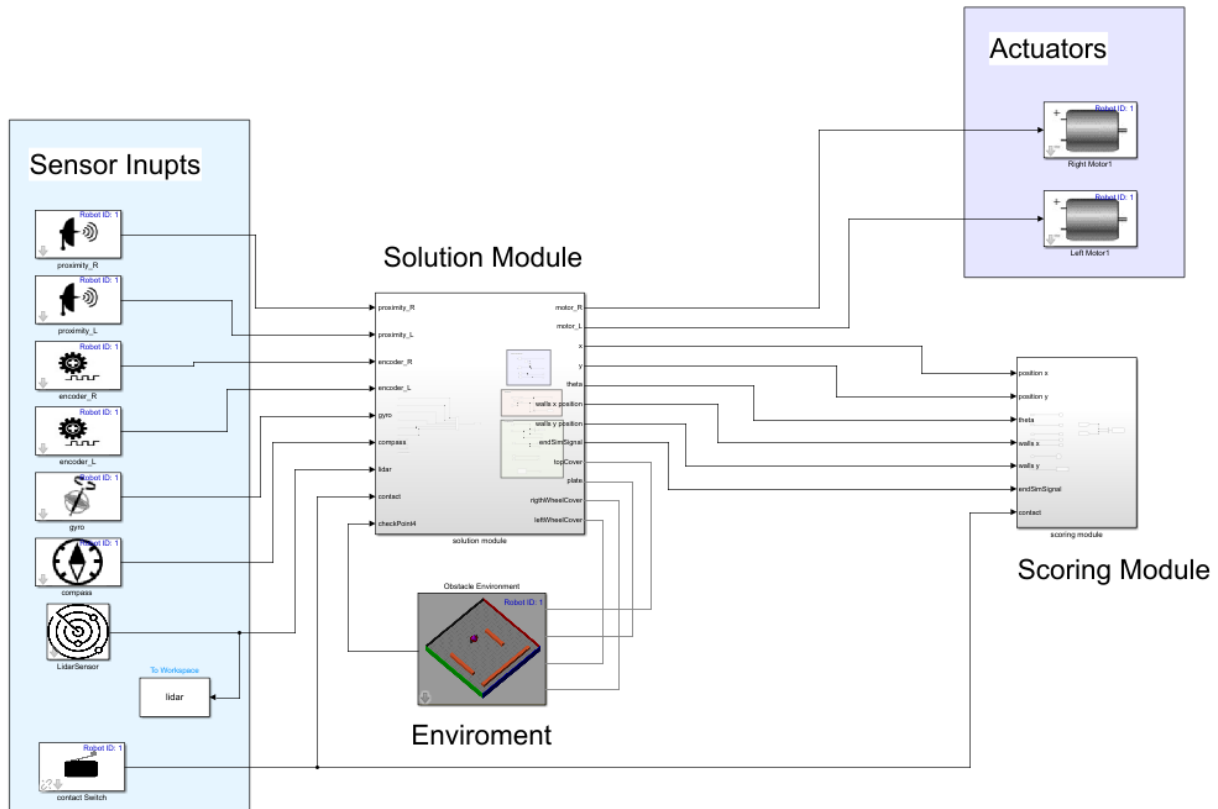 Actuators
Robot ID: 1
Right Motor1
Robot ID: 1
Left Motor1
Sensor Inupts
Robot ID: 1
proximity_R
Robot ID: 1
proximity_L
Robot ID: 1
encoder_R
Robot ID: 1
encoder_L
Robot ID: 1
gyro
Robot ID: 1
compass
LidarSensor
To Workspace
lidar
Robot ID: 1
contact Switch
Solution Module
proximity_R
proximity_L
encoder_R
encoder_L
gyro
compass
lidar
contact
checkPoint4
motor_R
motor_L
x
y
theta
walls x position
walls y position
endSimSignal
topCover
plate
rigthWheelCover
leftWheelCover
solution module
Obstacle Environment
Robot ID: 1
Enviroment
position x
position y
theta
walls x
walls y
endSimSignal
contact
scoring module
Scoring Module